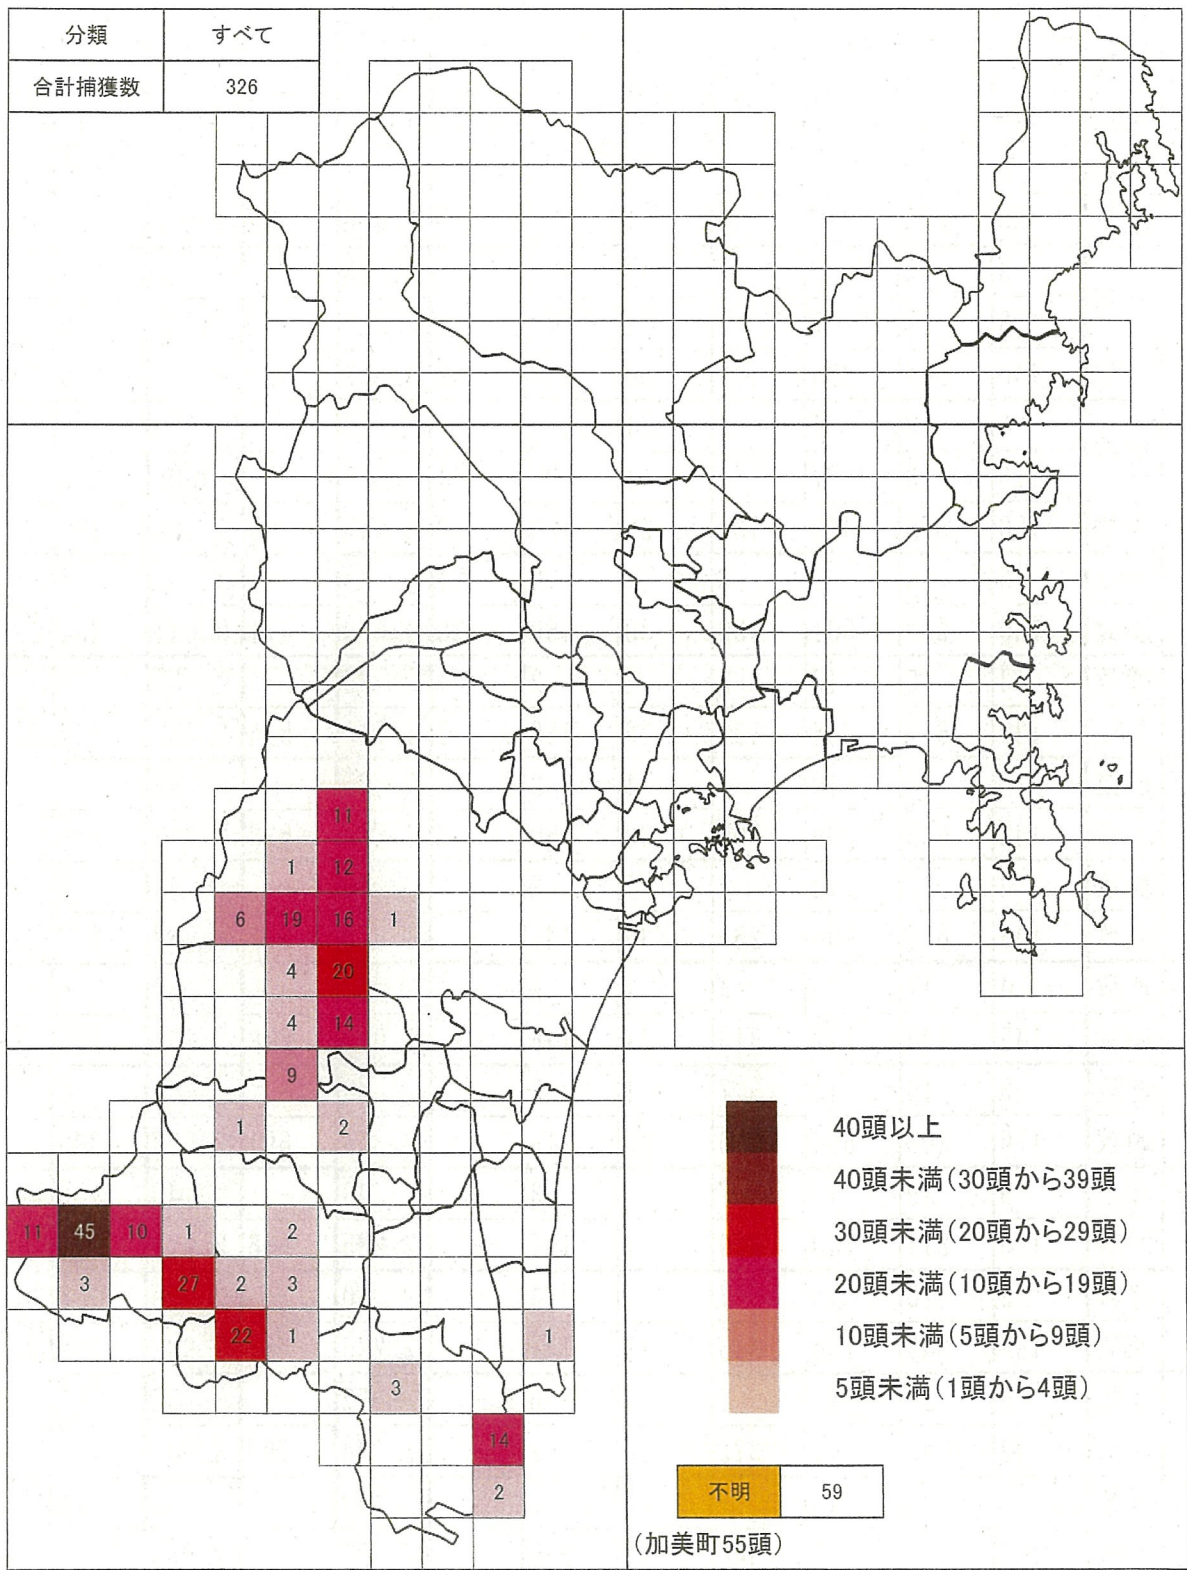 分類 すべて
合計捕獲数 326
11
1 12
6 19 16 1
4 20
4 14
9
1 2
11 45 10 1 2
3 27 2 3
22 1 1
3
14
2
40頭以上
40頭未満(30頭から39頭
30頭未満(20頭から29頭)
20頭未満(10頭から19頭)
10頭未満(5頭から9頭)
5頭未満(1頭から4頭)
不明 59
(加美町55頭)